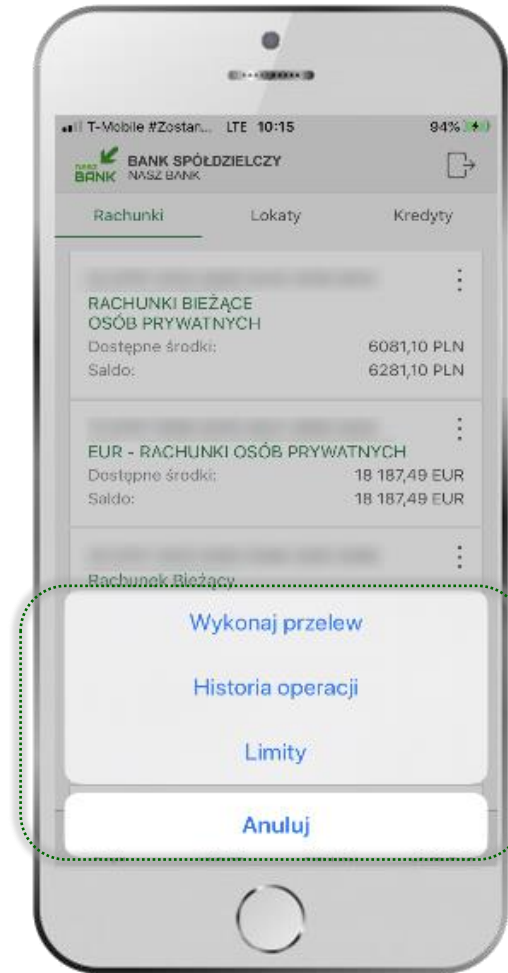 T-Mobile #Zostan... LTE 10:15 94%
NASZ BANK BANK SPÓŁDZIELCZY
NASZ BANK
Rachunki Lokaty Kredyty
RACHUNKI BIEŻĄCE
OSÓB PRYWATNYCH
Dostępne środki: 6081,10 PLN
Saldo: 6281,10 PLN
EUR - RACHUNKI OSÓB PRYWATNYCH
Dostępne środki: 18 187,49 EUR
Saldo: 18 187,49 EUR
Rachunek Bieżący
Wykonaj przelew
Historia operacji
Limity
Anuluj